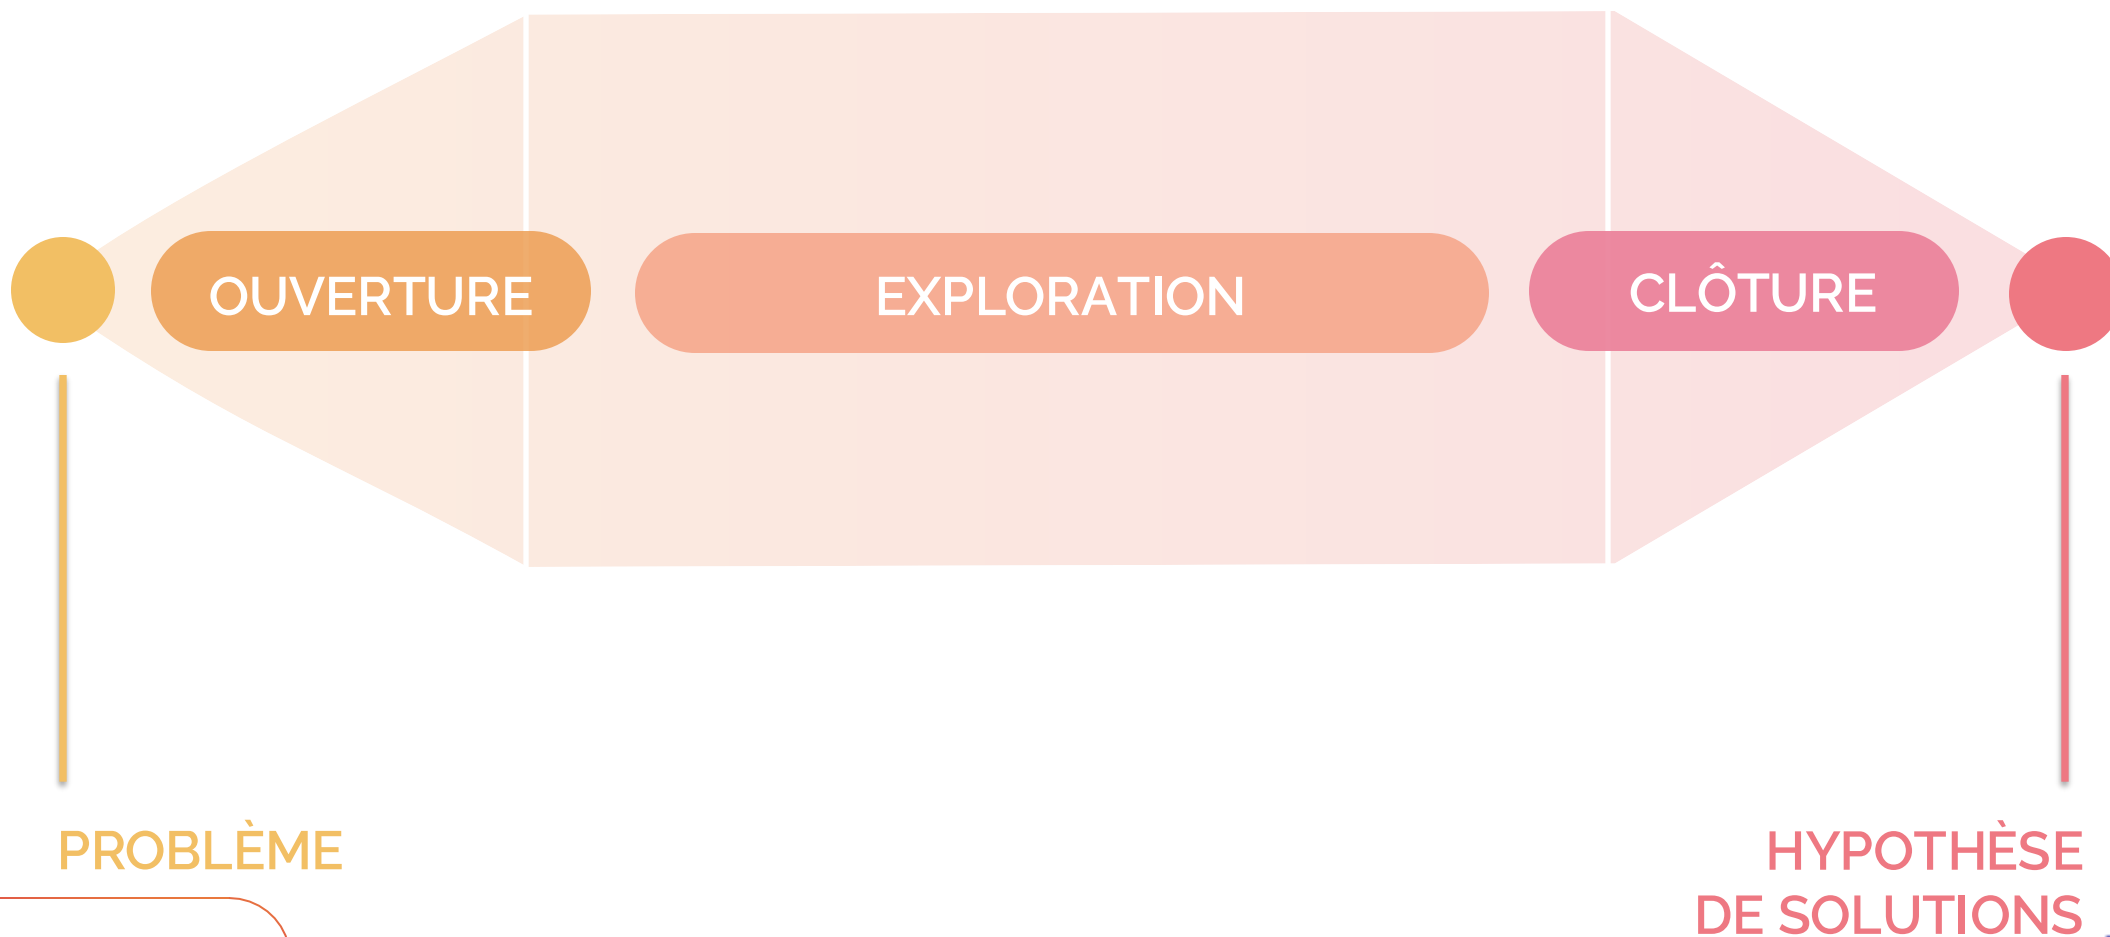 OUVERTURE
EXPLORATION
CLÔTURE
PROBLÈME
HYPOTHÈSE
DE SOLUTIONS